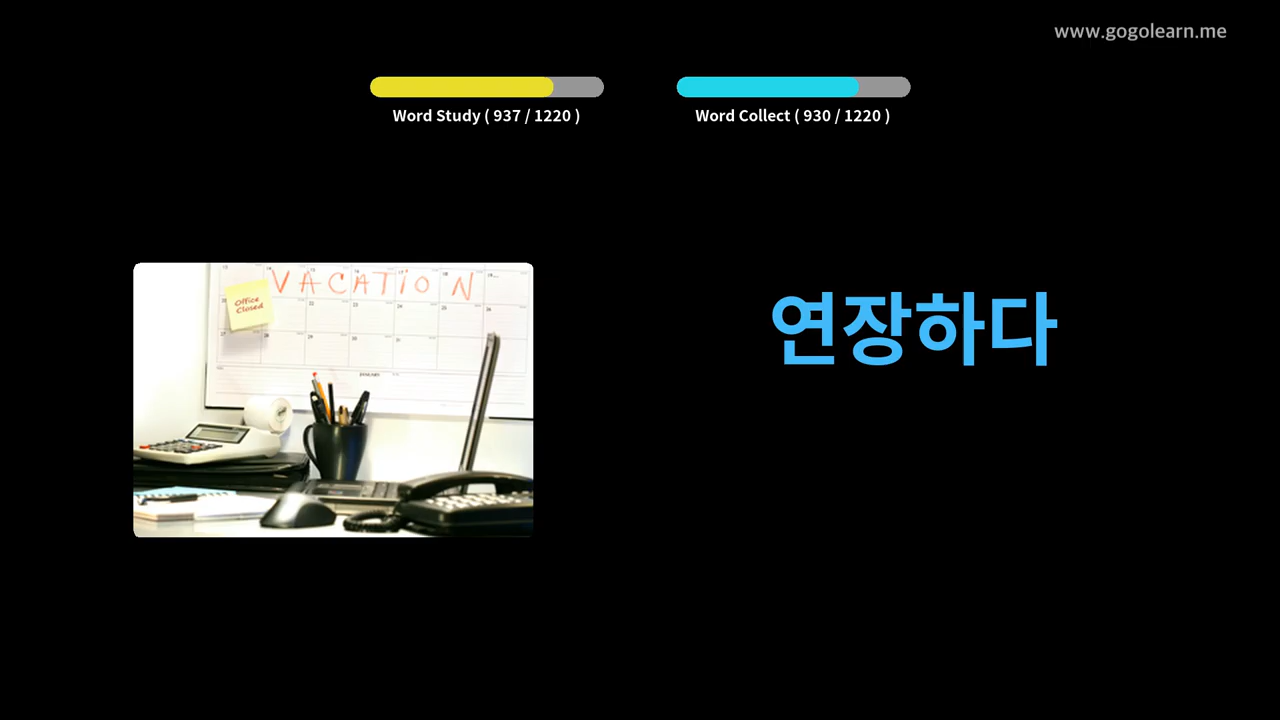 www.gogolearn.me
Word Study ( 937 / 1220 )
Word Collect ( 930 / 1220 )
VACATION
Office
Closed
연장하다